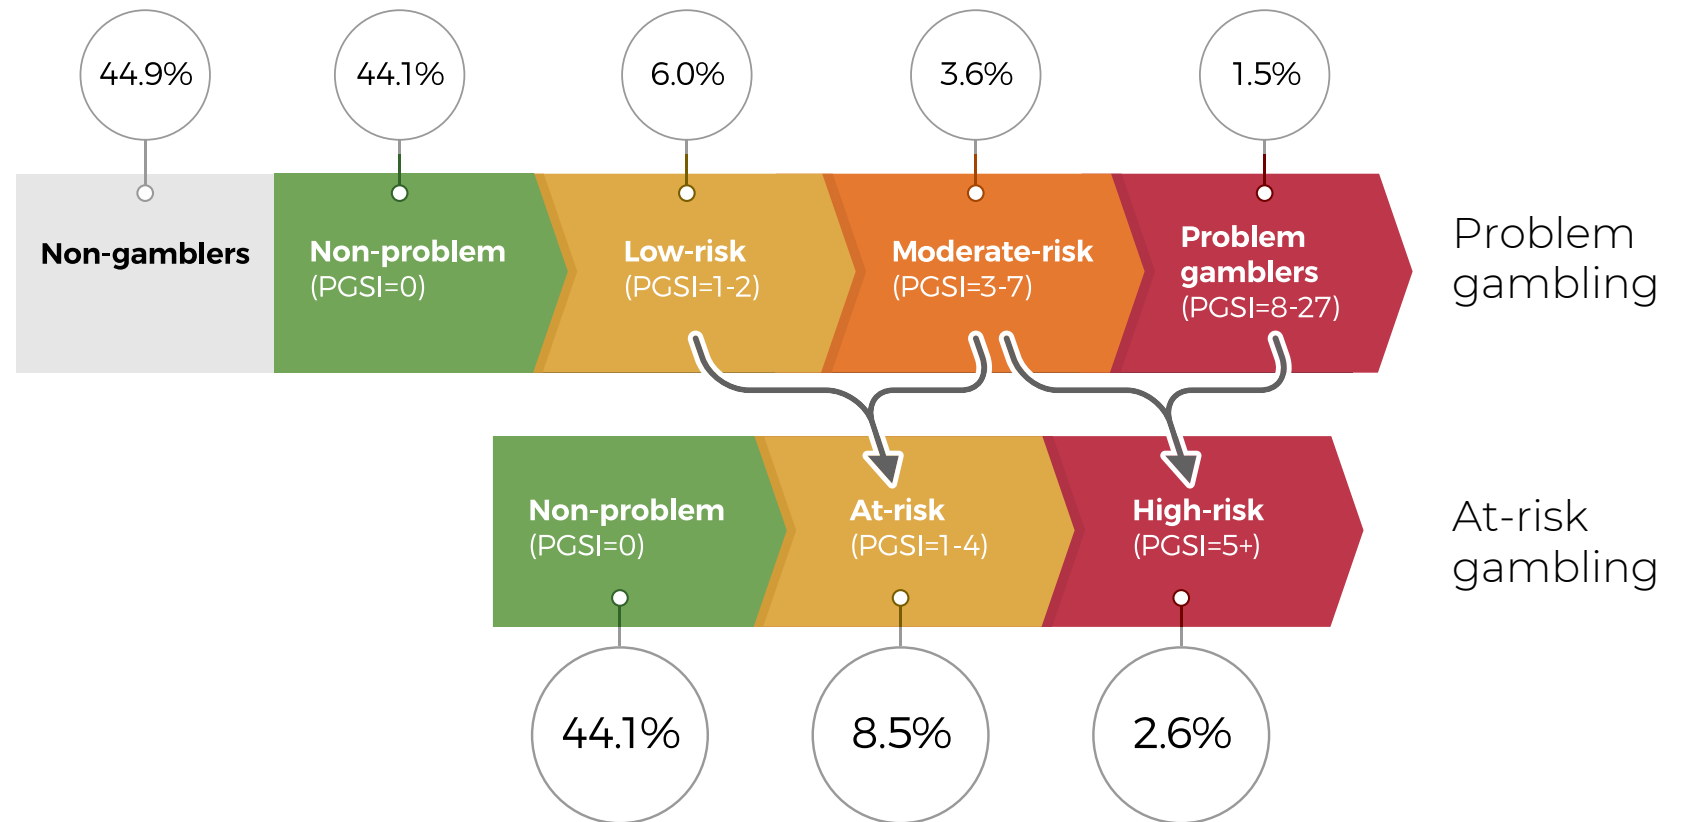 44.9%
44.1%
6.0%
3.6%
1.5%
Non-gamblers
Non-problem
(PGSI=0)
Low-risk
(PGSI=1-2)
Moderate-risk
(PGSI=3-7)
Problem
gamblers
(PGSI=8-27)
Problem
gambling
Non-problem
(PGSI=0)
At-risk
(PGSI=1-4)
High-risk
(PGSI=5+)
At-risk
gambling
44.1%
8.5%
2.6%